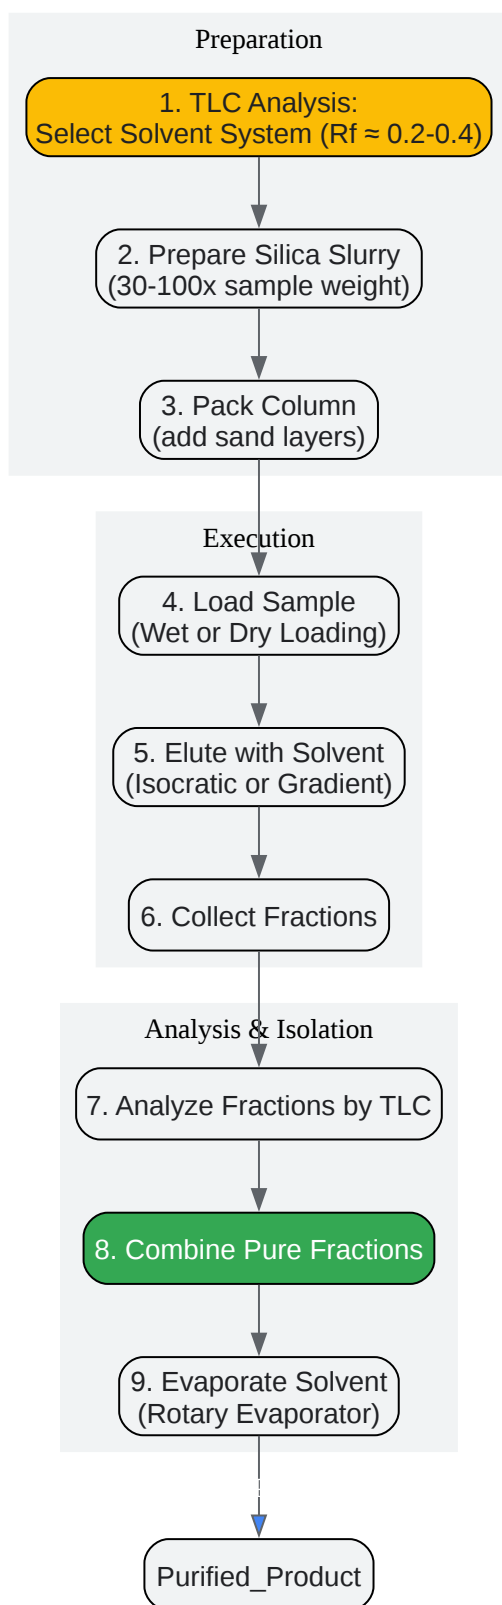 Preparation
1. TLC Analysis:
Select Solvent System (Rf ≈ 0.2-0.4)
2. Prepare Silica Slurry
(30-100x sample weight)
3. Pack Column
(add sand layers)
Execution
4. Load Sample
(Wet or Dry Loading)
5. Elute with Solvent
(Isocratic or Gradient)
6. Collect Fractions
Analysis & Isolation
7. Analyze Fractions by TLC
8. Combine Pure Fractions
9. Evaporate Solvent
(Rotary Evaporator)
Purified_Product